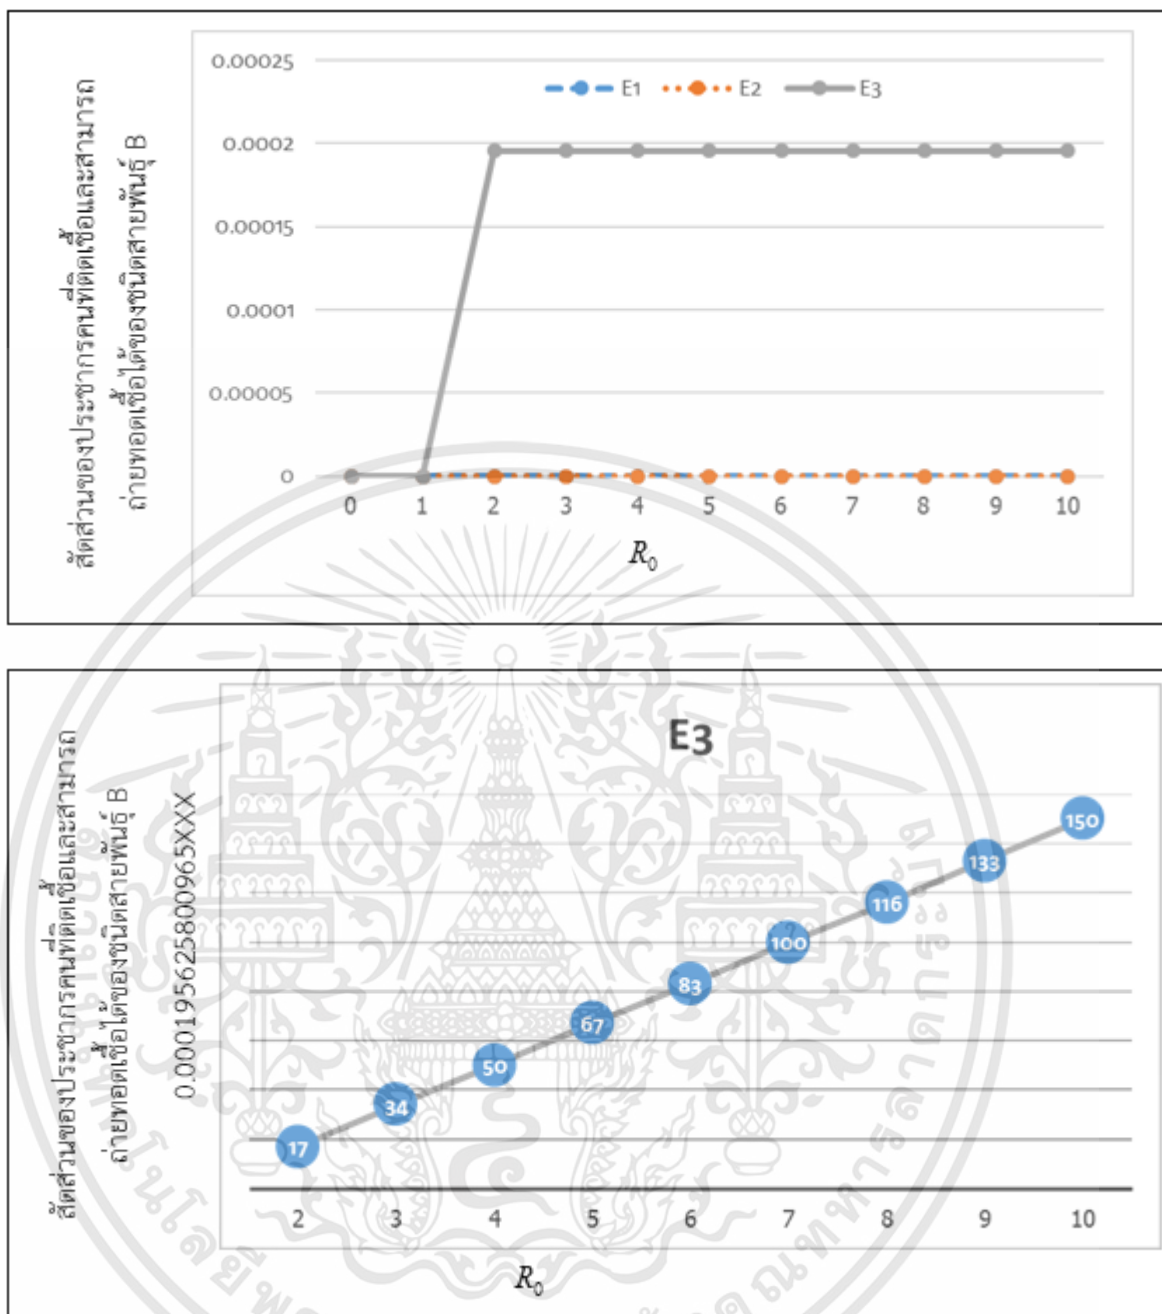 สัดส่วนของประชากรคนที่ติดเชื้อและสามารถ
ถ่ายทอดเชื้อได้ของชนิดสายพันธุ์ B
0.00025
E1 E2 E3
0.0002
0.00015
0.0001
0.00005
0
0 1 2 3 4 5 6 7 8 9 10
R₀
สัดส่วนของประชากรคนที่ติดเชื้อและสามารถ
ถ่ายทอดเชื้อได้ของชนิดสายพันธุ์ B
0.0001956258009​65XXX
E3
17 34 50 67 83 100 116 133 150
2 3 4 5 6 7 8 9 10
R₀